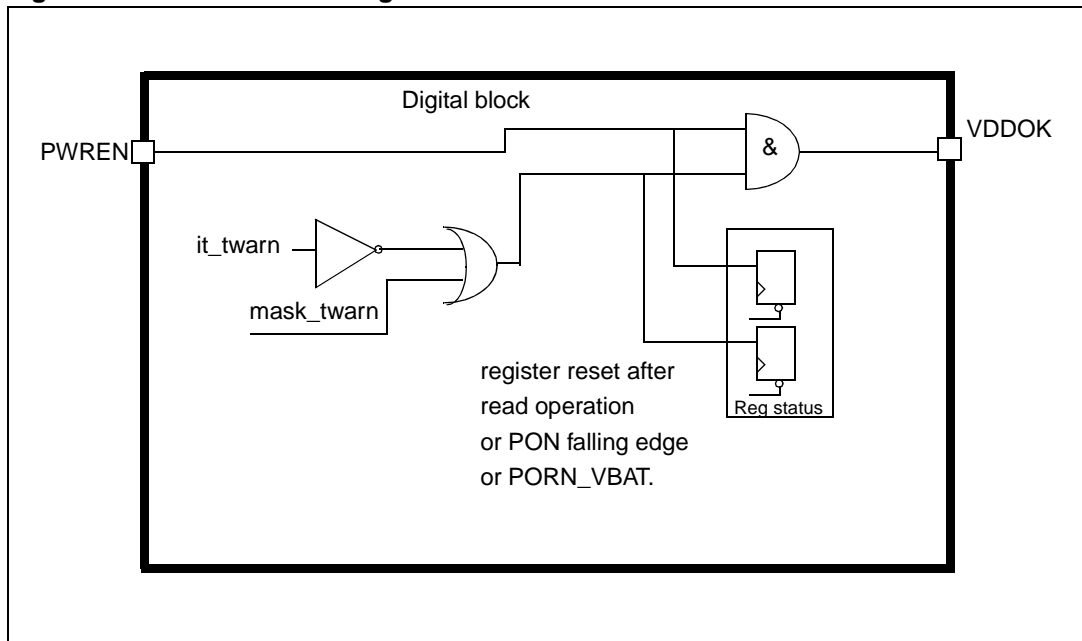 Digital block
PWREN
VDDOK
&
it_twarn
mask_twarn
register reset after
read operation
or PON falling edge
or PORN_VBAT.
Reg status